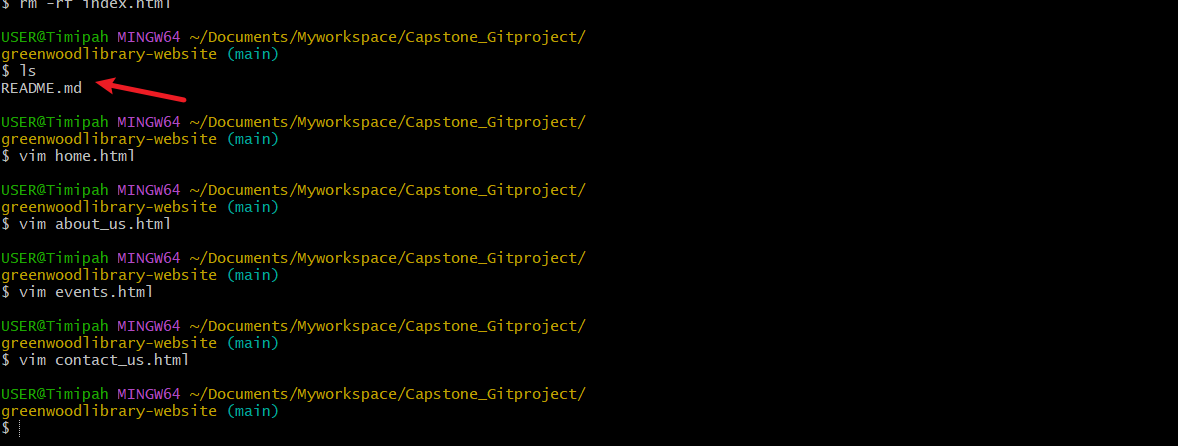 $ rm -rf index.html
USER@Timipah MINGW64 ~/Documents/Myworkspace/Capstone_Gitproject/
greenwoodlibrary-website (main)
$ ls
README.md
USER@Timipah MINGW64 ~/Documents/Myworkspace/Capstone_Gitproject/
greenwoodlibrary-website (main)
$ vim home.html
USER@Timipah MINGW64 ~/Documents/Myworkspace/Capstone_Gitproject/
greenwoodlibrary-website (main)
$ vim about_us.html
USER@Timipah MINGW64 ~/Documents/Myworkspace/Capstone_Gitproject/
greenwoodlibrary-website (main)
$ vim events.html
USER@Timipah MINGW64 ~/Documents/Myworkspace/Capstone_Gitproject/
greenwoodlibrary-website (main)
$ vim contact_us.html
USER@Timipah MINGW64 ~/Documents/Myworkspace/Capstone_Gitproject/
greenwoodlibrary-website (main)
$